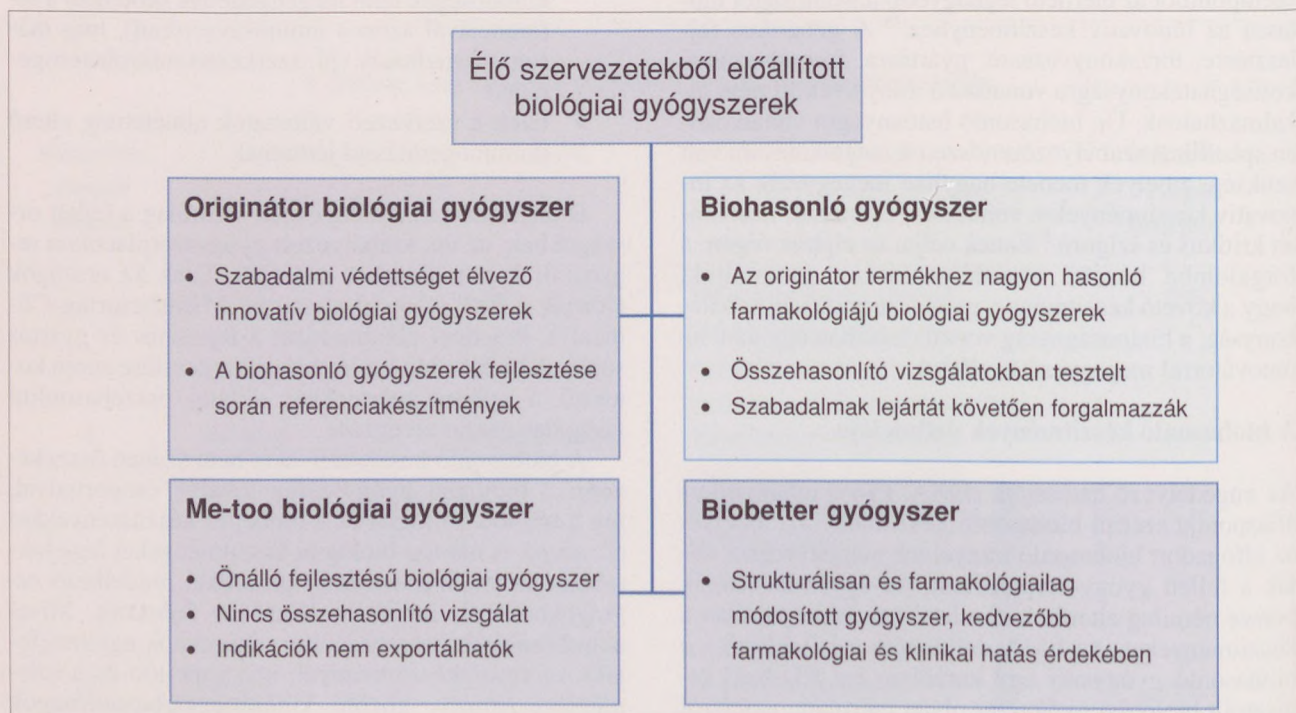 Élő szervezetekből előállított
biológiai gyógyszerek
Originátor biológiai gyógyszer
• Szabadalmi védettséget élvező
innovatív biológiai gyógyszerek
• A biohasonló gyógyszerek fejlesztése
során referenciakészítmények
Biohasonló gyógyszer
• Az originátor termékhez nagyon hasonló
farmakológiájú biológiai gyógyszerek
• Összehasonlító vizsgálatokban tesztelt
• Szabadalmak lejártát követően forgalmazzák
Me-too biológiai gyógyszer
• Önálló fejlesztésű biológiai gyógyszer
• Nincs összehasonlító vizsgálat
• Indikációk nem exportálhatók
Biobetter gyógyszer
• Strukturálisan és farmakológiailag
módosított gyógyszer, kedvezőbb
farmakológiai és klinikai hatás érdekében